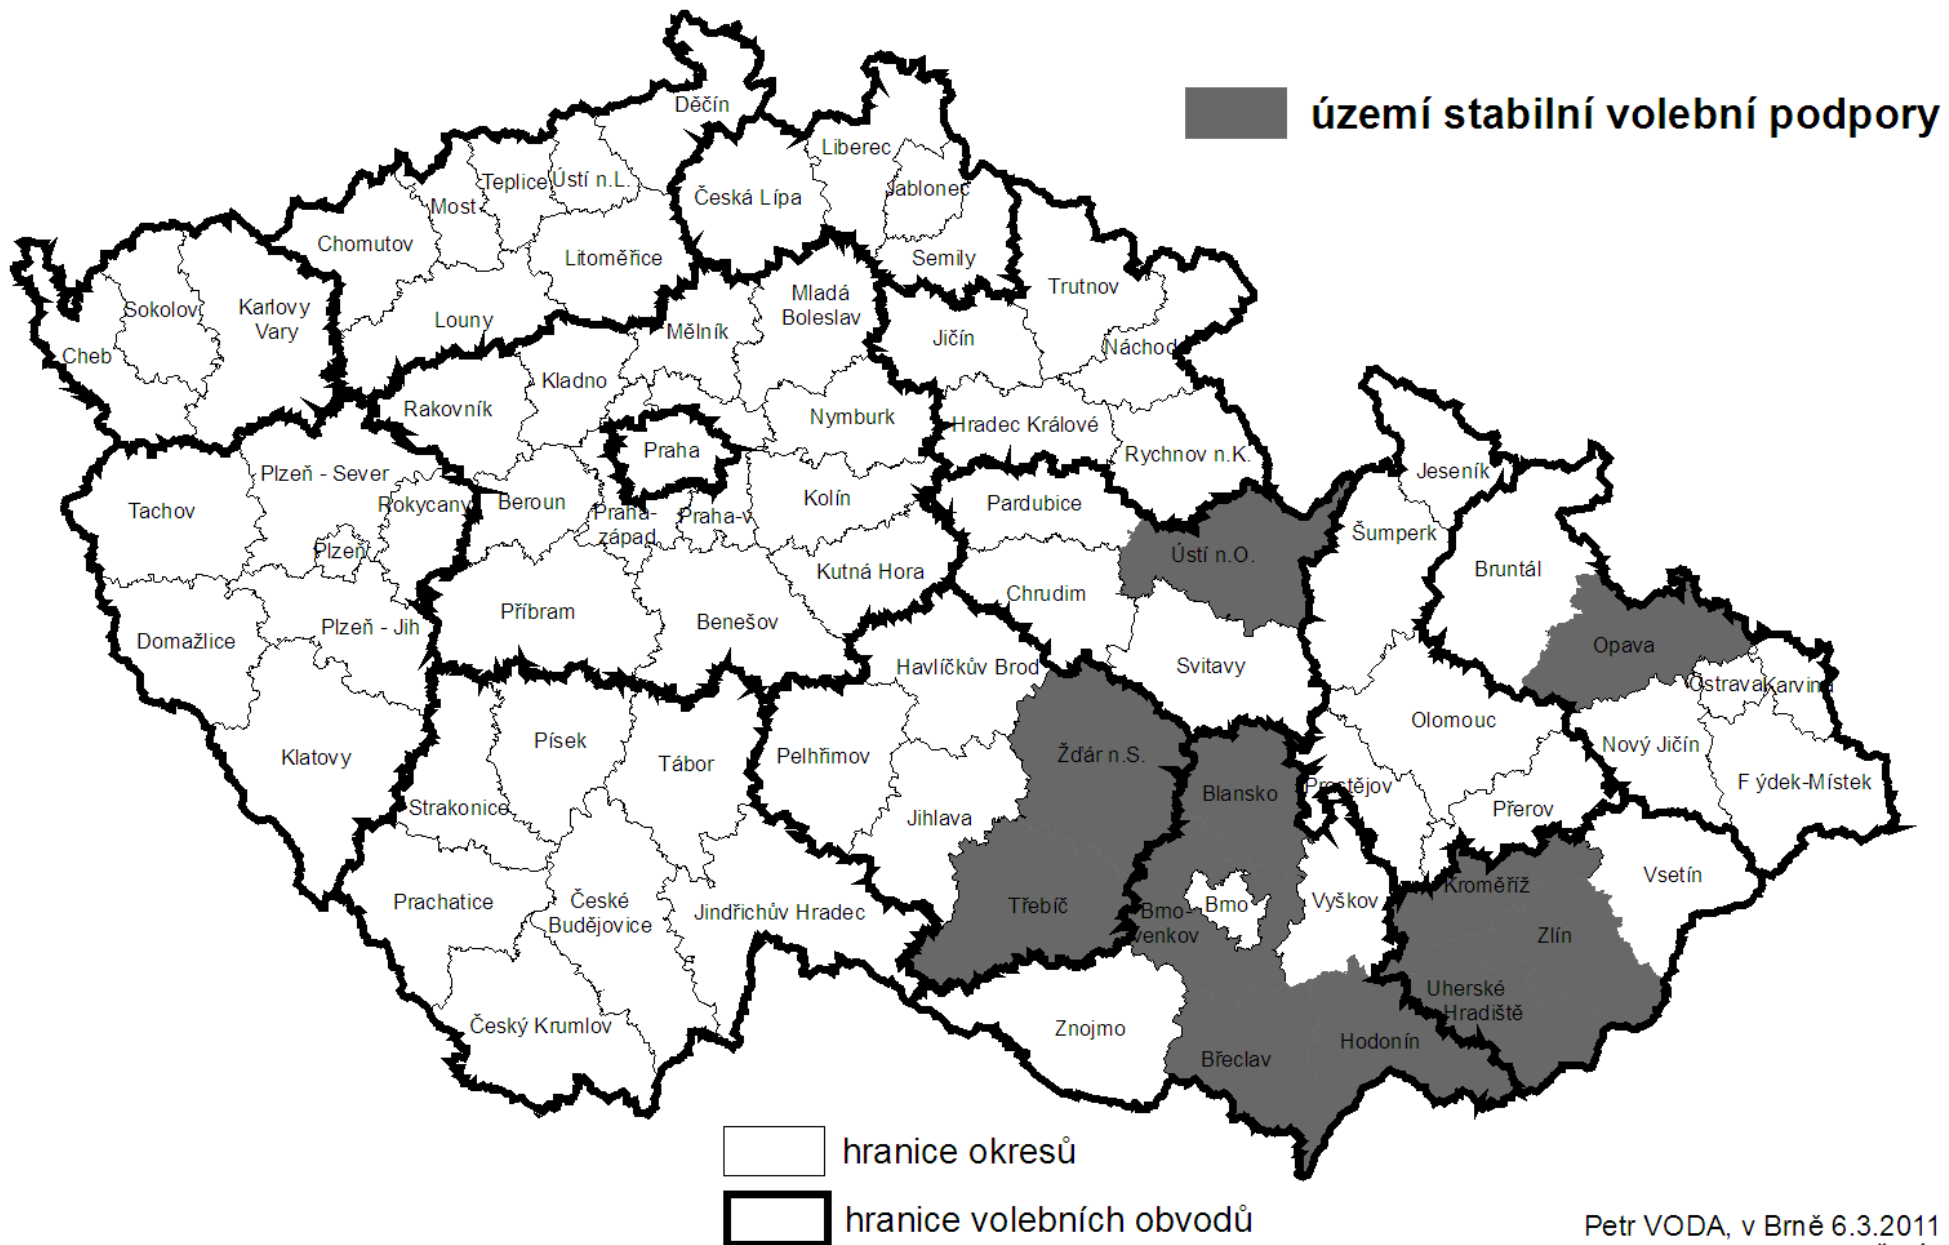 Děčín
území stabilní volební podpory
Liberec
Teplice
Ústí n.L.
Jablonec
Česká Lípa
Most
Chomutov
Litoměřice
Semily
Trutnov
Mladá
Boleslav
Karlovy
Vary
Sokolov
Louny
Mělník
Jičín
Náchod
Cheb
Kladno
Rakovník
Nymburk
Hradec Králové
Praha
Rychnov n.K.
Plzeň - Sever
Jeseník
Tachov
Rokycany
Beroun
Kolín
Pardubice
Praha-
západ
Praha-v
Šumperk
Plzeň
Ústí n.O.
Bruntál
Kutná Hora
Chrudim
Příbram
Benešov
Plzeň - Jih
Domažlice
Opava
Havlíčkův Brod
Svitavy
Ostrava
Karviná
Olomouc
Písek
Nový Jičín
Klatovy
Tábor
Pelhřimov
Žďár n.S.
F ýdek-Místek
Prostějov
Blansko
Strakonice
Jihlava
Přerov
Vsetín
Kroměříž
Prachatice
České
Budějovice
Jindřichův Hradec
Třebíč
Brno-
venkov
Brno
Vyškov
Zlín
Uherské
Hradiště
Český Krumlov
Znojmo
Hodonín
Břeclav
hranice okresů
hranice volebních obvodů
Petr VODA, v Brně 6.3.2011